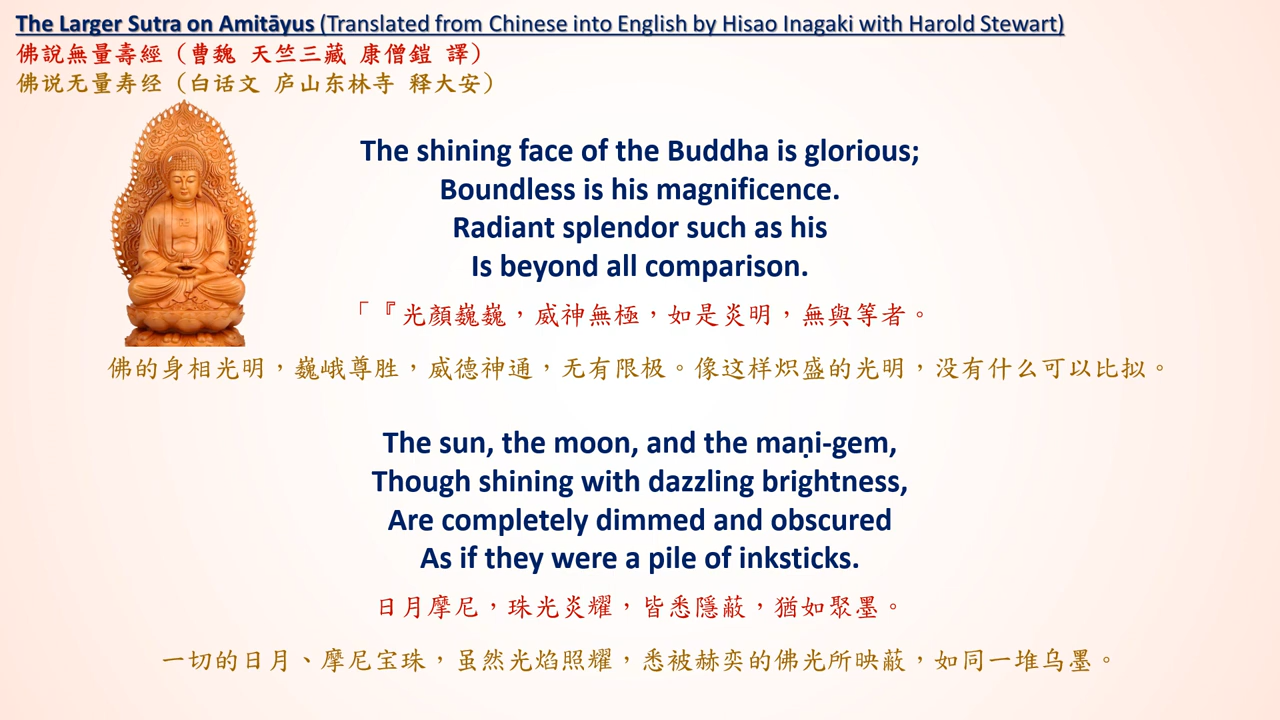 The Larger Sutra on Amitāyus (Translated from Chinese into English by Hisao Inagaki with Harold Stewart)
佛說無量壽經（曹魏 天竺三藏 康僧鎧 譯）
佛说无量寿经（白话文 庐山东林寺 释大安）
The shining face of the Buddha is glorious;
Boundless is his magnificence.
Radiant splendor such as his
Is beyond all comparison.
「『光顏巍巍，威神無極，如是炎明，無與等者。
佛的身相光明，巍峨尊胜，威德神通，无有限极。像这样炽盛的光明，没有什么可以比拟。
The sun, the moon, and the maṇi-gem,
Though shining with dazzling brightness,
Are completely dimmed and obscured
As if they were a pile of inksticks.
日月摩尼，珠光炎耀，皆悉隱蔽，猶如聚墨。
一切的日月、摩尼宝珠，虽然光焰照耀，悉被赫奕的佛光所映蔽，如同一堆乌墨。